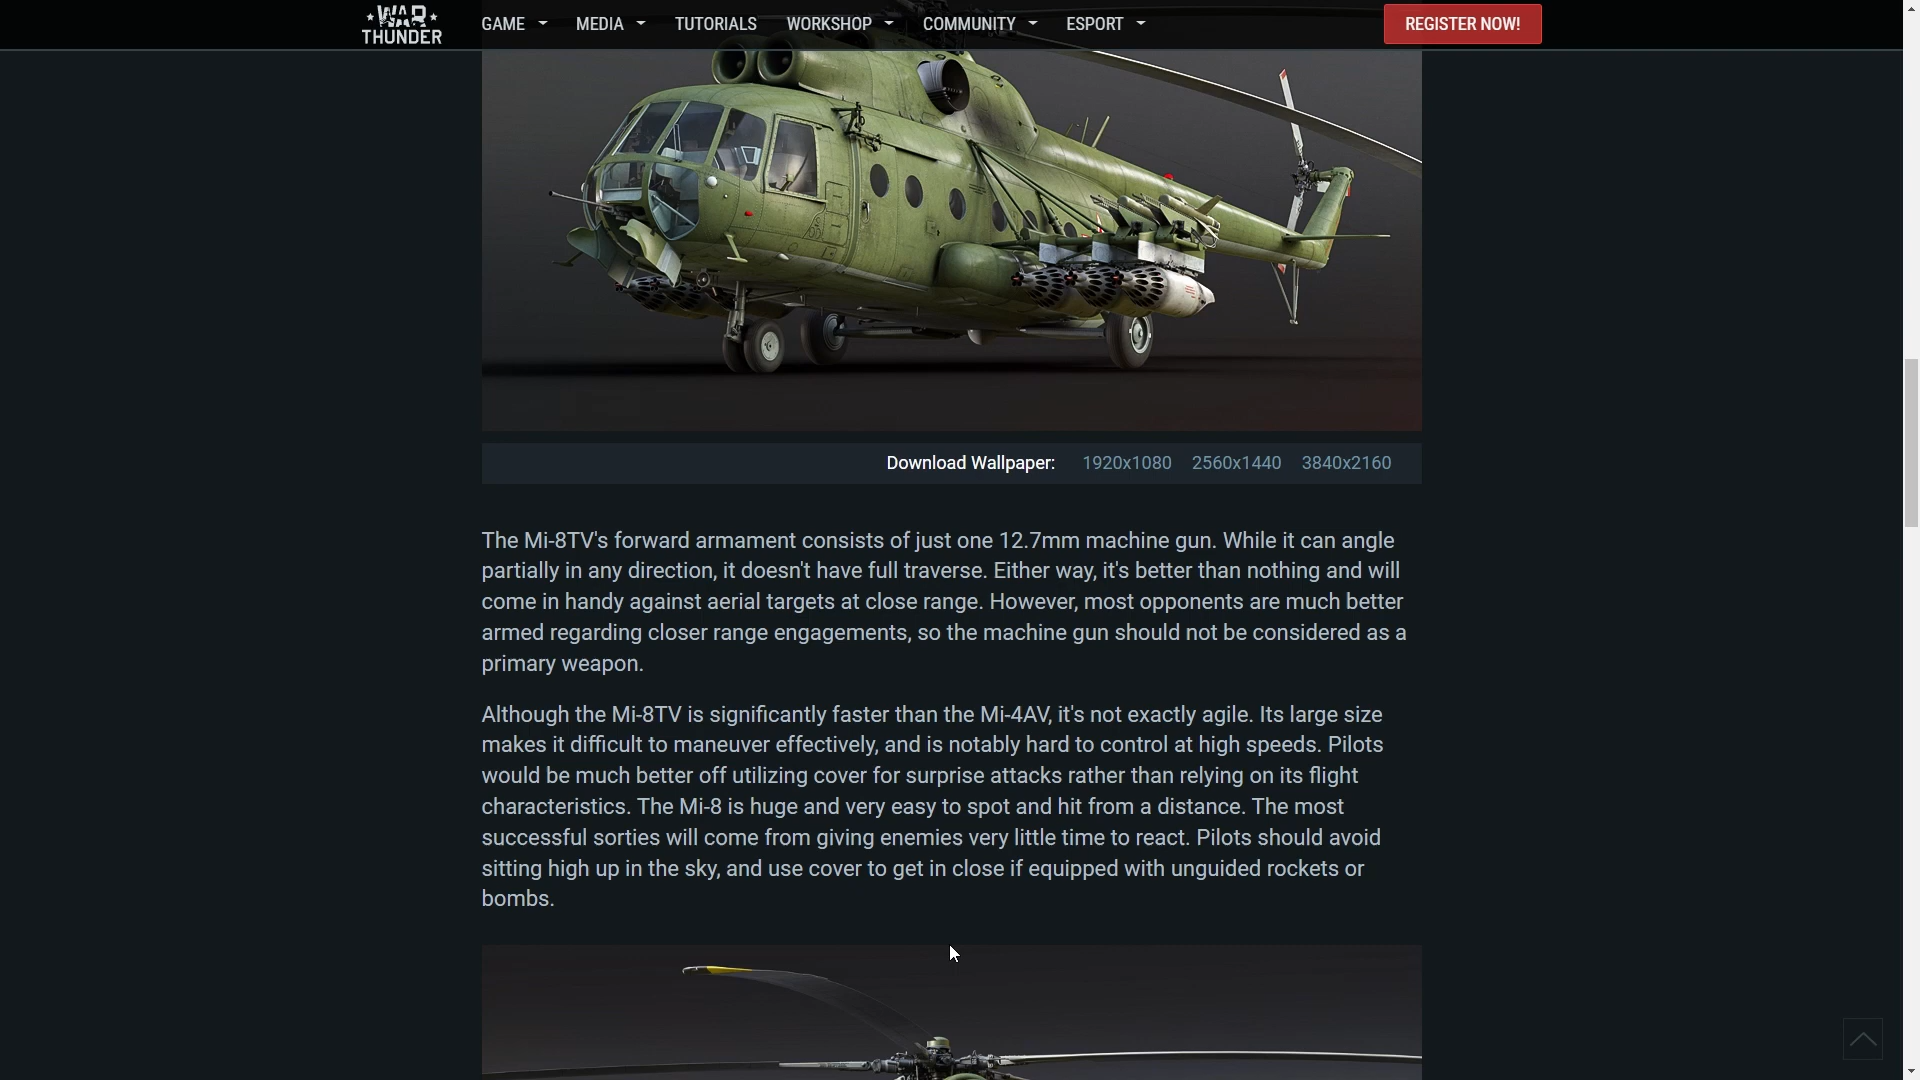 WAR
THUNDER
GAME MEDIA TUTORIALS WORKSHOP COMMUNITY ESPORT REGISTER NOW!
Download Wallpaper: 1920x1080 2560x1440 3840x2160
The Mi-8TV's forward armament consists of just one 12.7mm machine gun. While it can angle
partially in any direction, it doesn't have full traverse. Either way, it's better than nothing and will
come in handy against aerial targets at close range. However, most opponents are much better
armed regarding closer range engagements, so the machine gun should not be considered as a
primary weapon.
Although the Mi-8TV is significantly faster than the Mi-4AV, it's not exactly agile. Its large size
makes it difficult to maneuver effectively, and is notably hard to control at high speeds. Pilots
would be much better off utilizing cover for surprise attacks rather than relying on its flight
characteristics. The Mi-8 is huge and very easy to spot and hit from a distance. The most
successful sorties will come from giving enemies very little time to react. Pilots should avoid
sitting high up in the sky, and use cover to get in close if equipped with unguided rockets or
bombs.